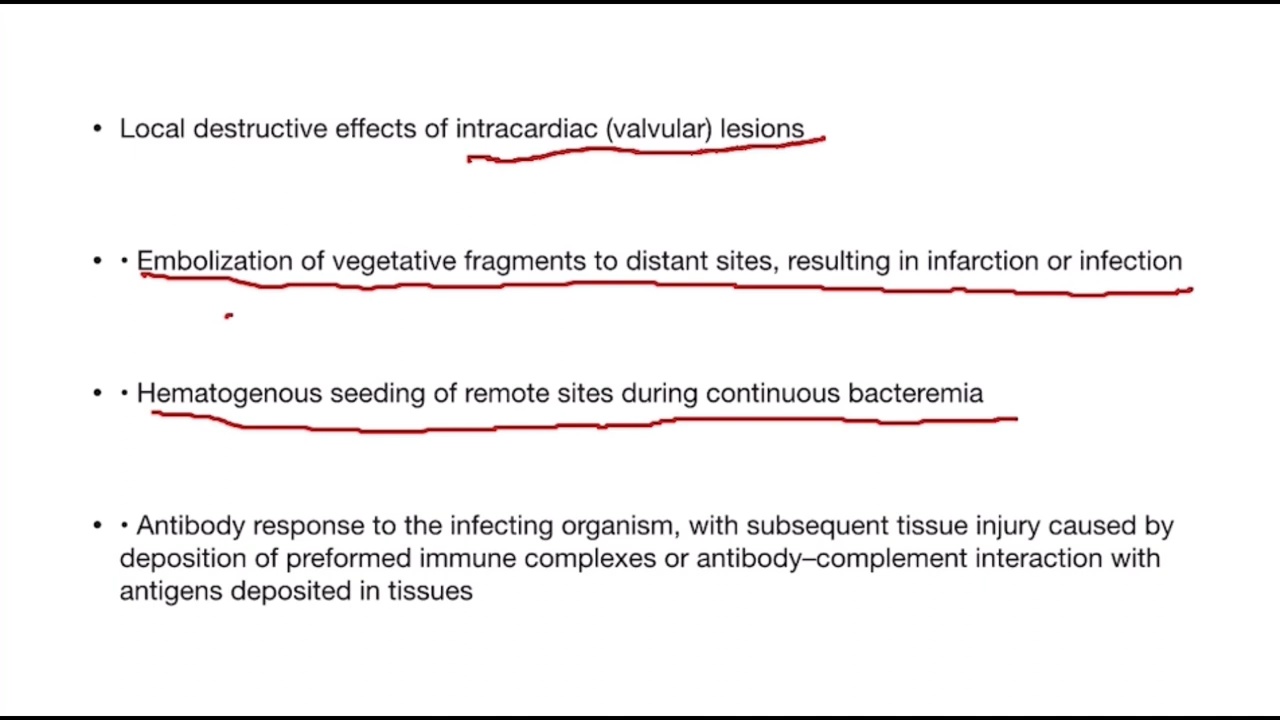 • Local destructive effects of intracardiac (valvular) lesions
• • Embolization of vegetative fragments to distant sites, resulting in infarction or infection
• • Hematogenous seeding of remote sites during continuous bacteremia
• • Antibody response to the infecting organism, with subsequent tissue injury caused by
deposition of preformed immune complexes or antibody–complement interaction with
antigens deposited in tissues